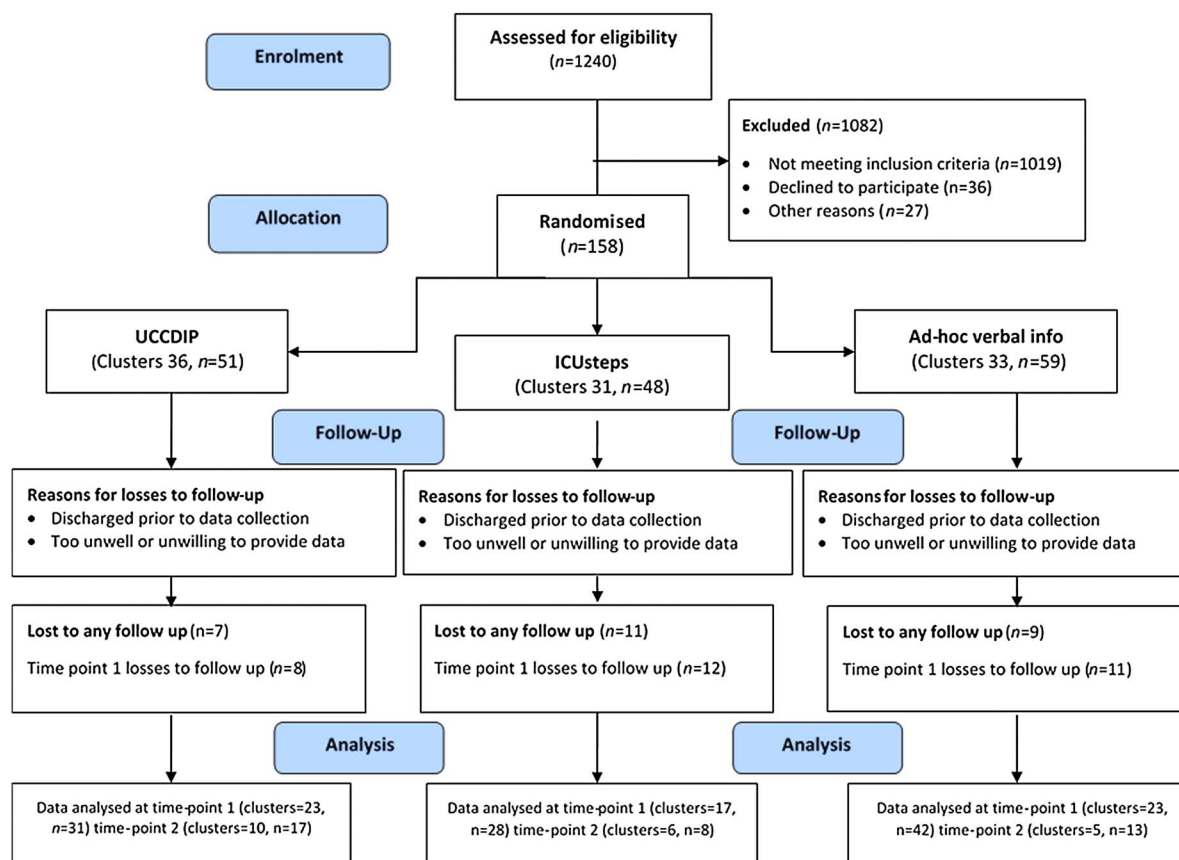 Enrolment
Assessed for eligibility
(n=1240)
Excluded (n=1082)
• Not meeting inclusion criteria (n=1019)
• Declined to participate (n=36)
• Other reasons (n=27)
Allocation
Randomised
(n=158)
UCCDIP
(Clusters 36, n=51)
ICUsteps
(Clusters 31, n=48)
Ad-hoc verbal info
(Clusters 33, n=59)
Follow-Up
Follow-Up
Reasons for losses to follow-up
• Discharged prior to data collection
• Too unwell or unwilling to provide data
Reasons for losses to follow-up
• Discharged prior to data collection
• Too unwell or unwilling to provide data
Reasons for losses to follow-up
• Discharged prior to data collection
• Too unwell or unwilling to provide data
Lost to any follow up (n=7)
Time point 1 losses to follow up (n=8)
Lost to any follow up (n=11)
Time point 1 losses to follow up (n=12)
Lost to any follow up (n=9)
Time point 1 losses to follow up (n=11)
Analysis
Analysis
Data analysed at time-point 1 (clusters=23,
n=31) time-point 2 (clusters=10, n=17)
Data analysed at time-point 1 (clusters=17,
n=28) time-point 2 (clusters=6, n=8)
Data analysed at time-point 1 (clusters=23,
n=42) time-point 2 (clusters=5, n=13)